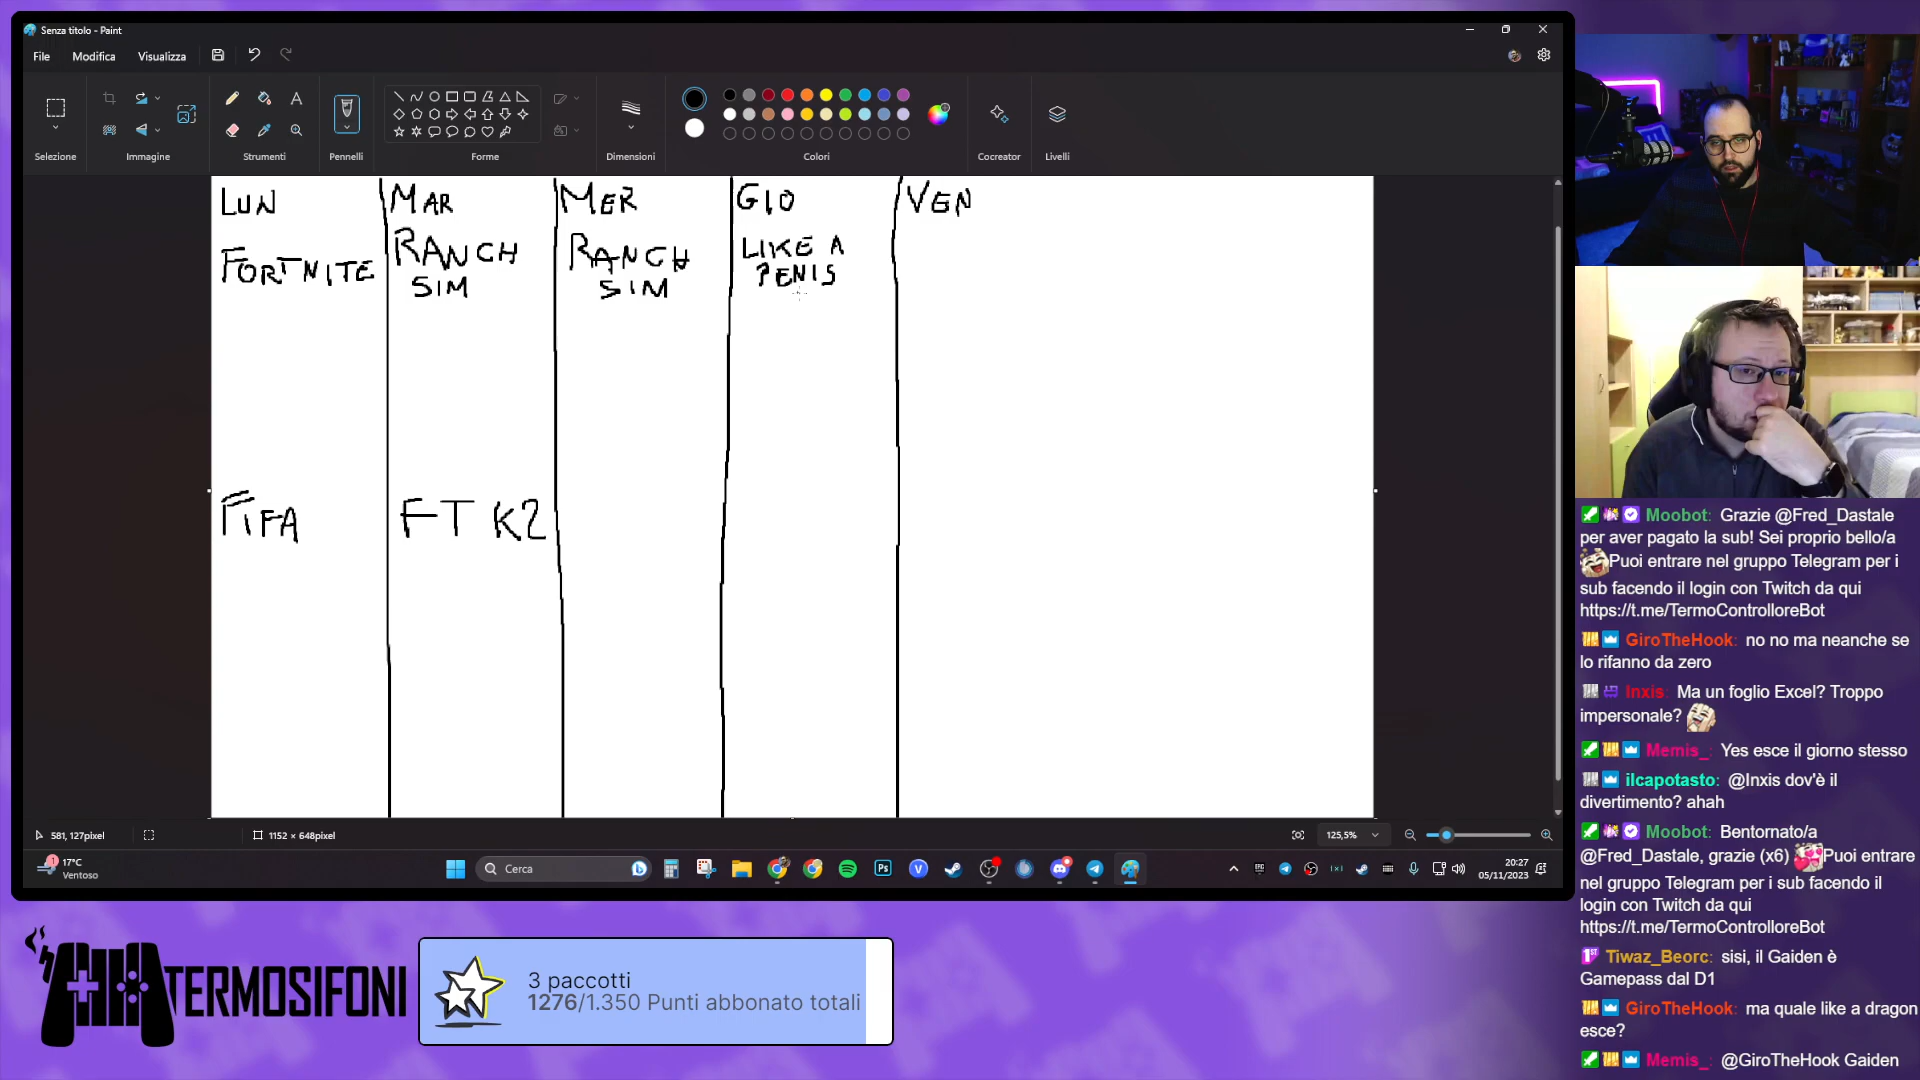 Senza titolo - Paint
File Modifica Visualizza
A
Selezione Immagine Strumenti Pennelli Forme Dimensioni Colori Cocreator Livelli
LUN MAR MER GIO VEN
FORTNITE
RANCH
SIM
RANCH
SIM
LIKE A
PENIS
FIFA
FTK2
581, 127pixel
1152 × 648pixel
125,5%
1
17°C
Ventoso
Cerca
Ps
V
20:27
05/11/2023
TERMOSIFONI
3 paccotti
1276/1.350 Punti abbonato totali
Moobot: Grazie @Fred_Dastale
per aver pagato la sub! Sei proprio bello/a
Puoi entrare nel gruppo Telegram per i
sub facendo il login con Twitch da qui
https://t.me/TermoControlloreBot
GiroTheHook: no no ma neanche se
lo rifanno da zero
Inxis: Ma un foglio Excel? Troppo
impersonale?
Memis_: Yes esce il giorno stesso
ilcapotasto: @Inxis dov'è il
divertimento? ahah
Moobot: Bentornato/a
@Fred_Dastale, grazie (x6) Puoi entrare
nel gruppo Telegram per i sub facendo il
login con Twitch da qui
https://t.me/TermoControlloreBot
1ST Tiwaz_Beorc: sisi, il Gaiden è
Gamepass dal D1
GiroTheHook: ma quale like a dragon
esce?
Memis_: @GiroTheHook Gaiden